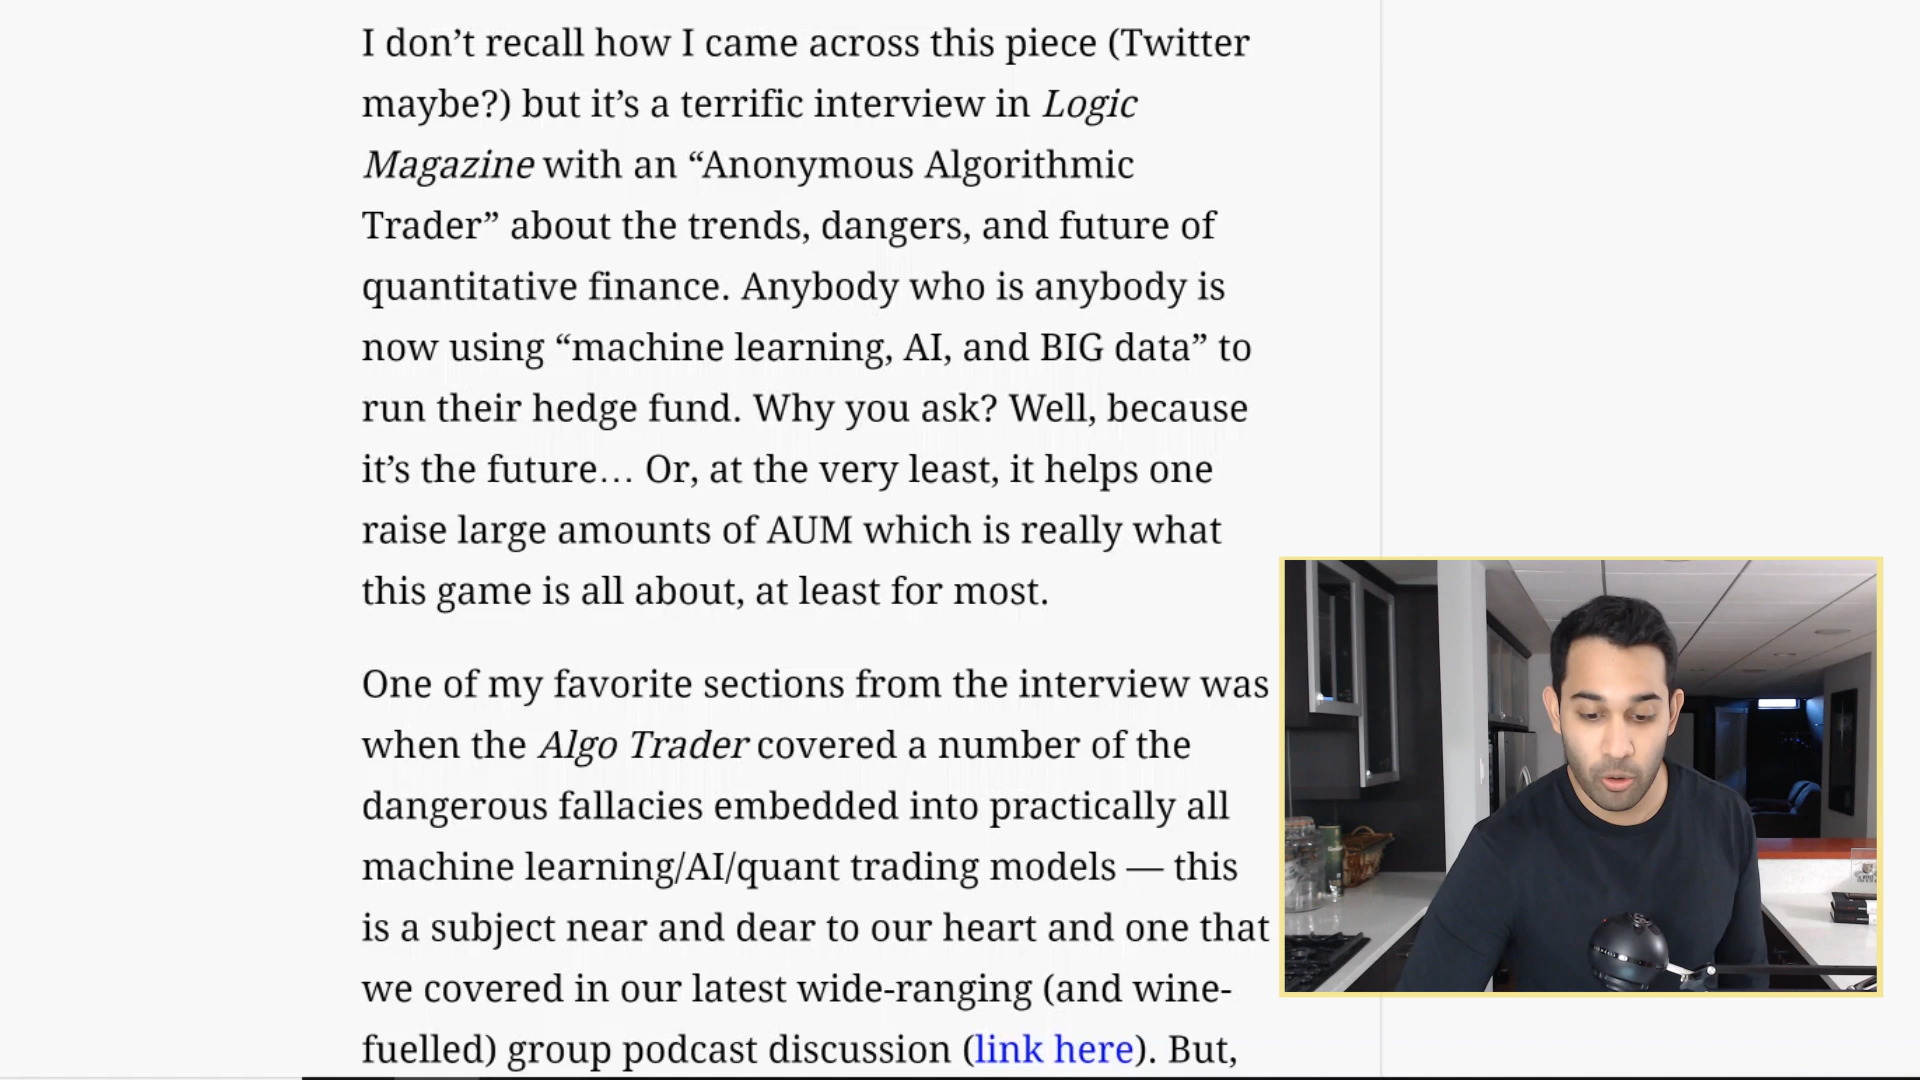 I don’t recall how I came across this piece (Twitter
maybe?) but it’s a terrific interview in Logic
Magazine with an “Anonymous Algorithmic
Trader” about the trends, dangers, and future of
quantitative finance. Anybody who is anybody is
now using “machine learning, AI, and BIG data” to
run their hedge fund. Why you ask? Well, because
it’s the future… Or, at the very least, it helps one
raise large amounts of AUM which is really what
this game is all about, at least for most.
One of my favorite sections from the interview was
when the Algo Trader covered a number of the
dangerous fallacies embedded into practically all
machine learning/AI/quant trading models — this
is a subject near and dear to our heart and one that
we covered in our latest wide-ranging (and wine-
fuelled) group podcast discussion (link here). But,